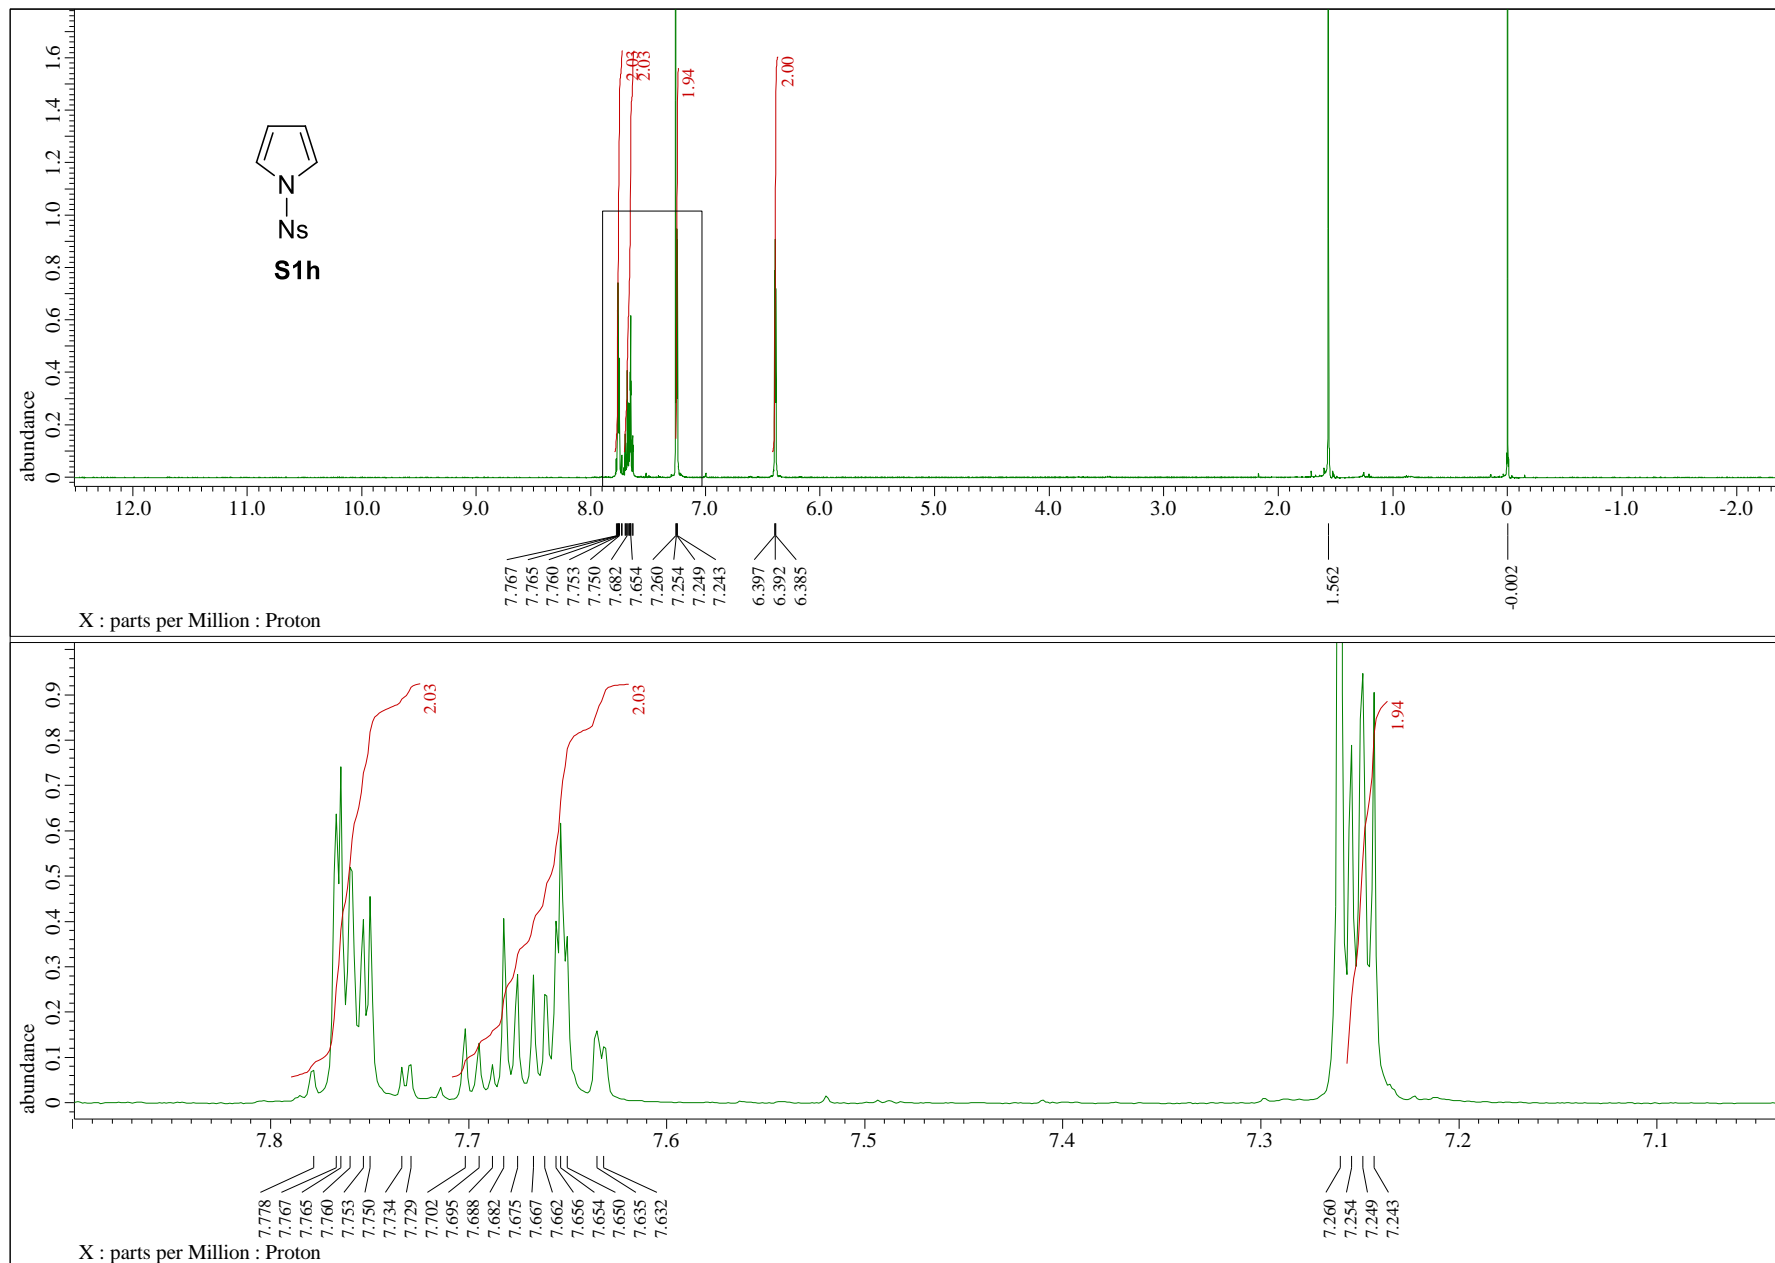 abundance
0 0.2 0.4 0.6 0.8 1.0 1.2 1.4 1.6
2.03
2.03
1.94
2.00
N
Ns
S1h
12.0 11.0 10.0 9.0 8.0 7.0 6.0 5.0 4.0 3.0 2.0 1.0 0 -1.0 -2.0
7.767 7.765 7.760 7.753 7.750 7.682 7.654 7.260 7.254 7.249 7.243 6.397 6.392 6.385 1.562 -0.002
X : parts per Million : Proton
abundance
0 0.1 0.2 0.3 0.4 0.5 0.6 0.7 0.8 0.9
2.03
2.03
1.94
7.8 7.7 7.6 7.5 7.4 7.3 7.2 7.1
7.778 7.767 7.765 7.760 7.753 7.750 7.734 7.729 7.702 7.695 7.688 7.682 7.675 7.667 7.662 7.656 7.654 7.650 7.635 7.632 7.260 7.254 7.249 7.243
X : parts per Million : Proton